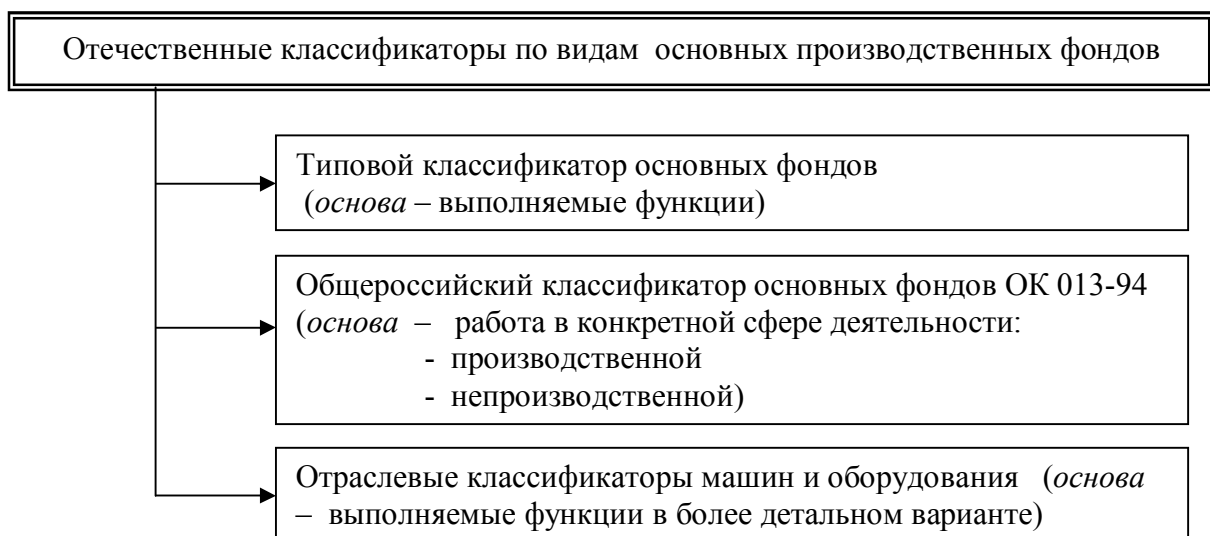 Отечественные классификаторы по видам основных производственных фондов
Типовой классификатор основных фондов
(основа – выполняемые функции)
Общероссийский классификатор основных фондов ОК 013-94
(основа – работа в конкретной сфере деятельности:
- производственной
- непроизводственной)
Отраслевые классификаторы машин и оборудования (основа
– выполняемые функции в более детальном варианте)